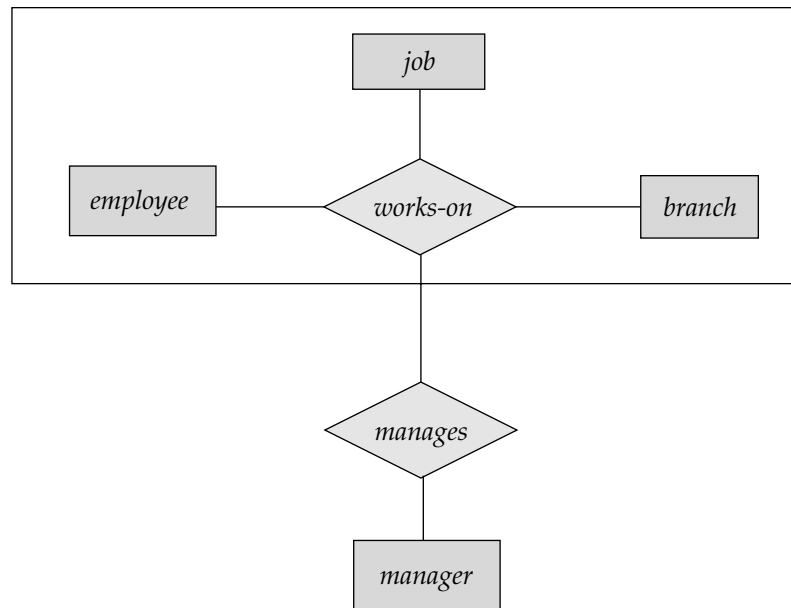 job
employee
works-on
branch
manages
manager